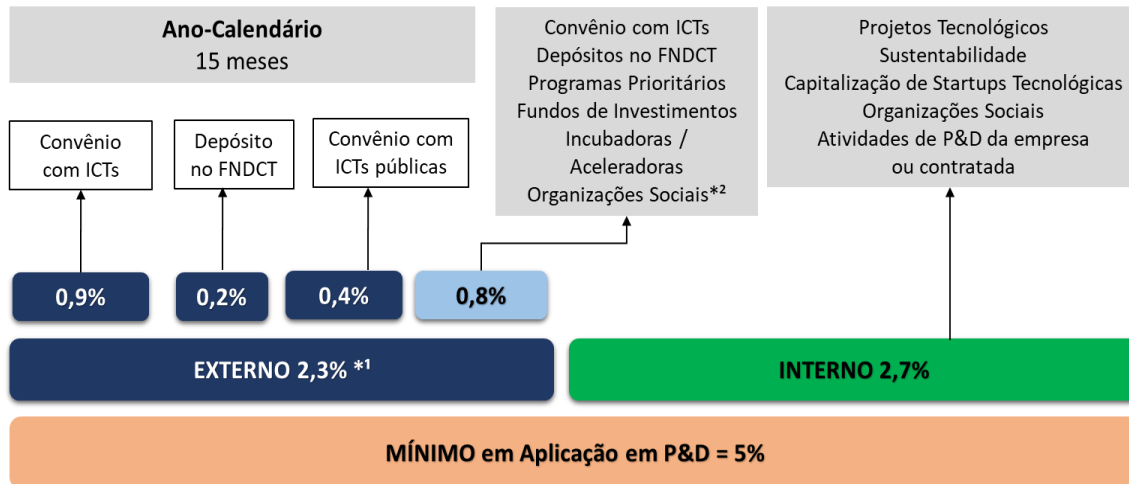 Ano-Calendário
15 meses
Convênio com ICTs
Depósitos no FNDCT
Programas Prioritários
Fundos de Investimentos
Incubadoras /
Aceleradoras
Organizações Sociais*²
Projetos Tecnológicos
Sustentabilidade
Capitalização de Startups Tecnológicas
Organizações Sociais
Atividades de P&D da empresa
ou contratada
Convênio
com ICTs
Depósito
no FNDCT
Convênio com
ICTs públicas
0,9%
0,2%
0,4%
0,8%
EXTERNO 2,3% *¹
INTERNO 2,7%
MÍNIMO em Aplicação em P&D = 5%